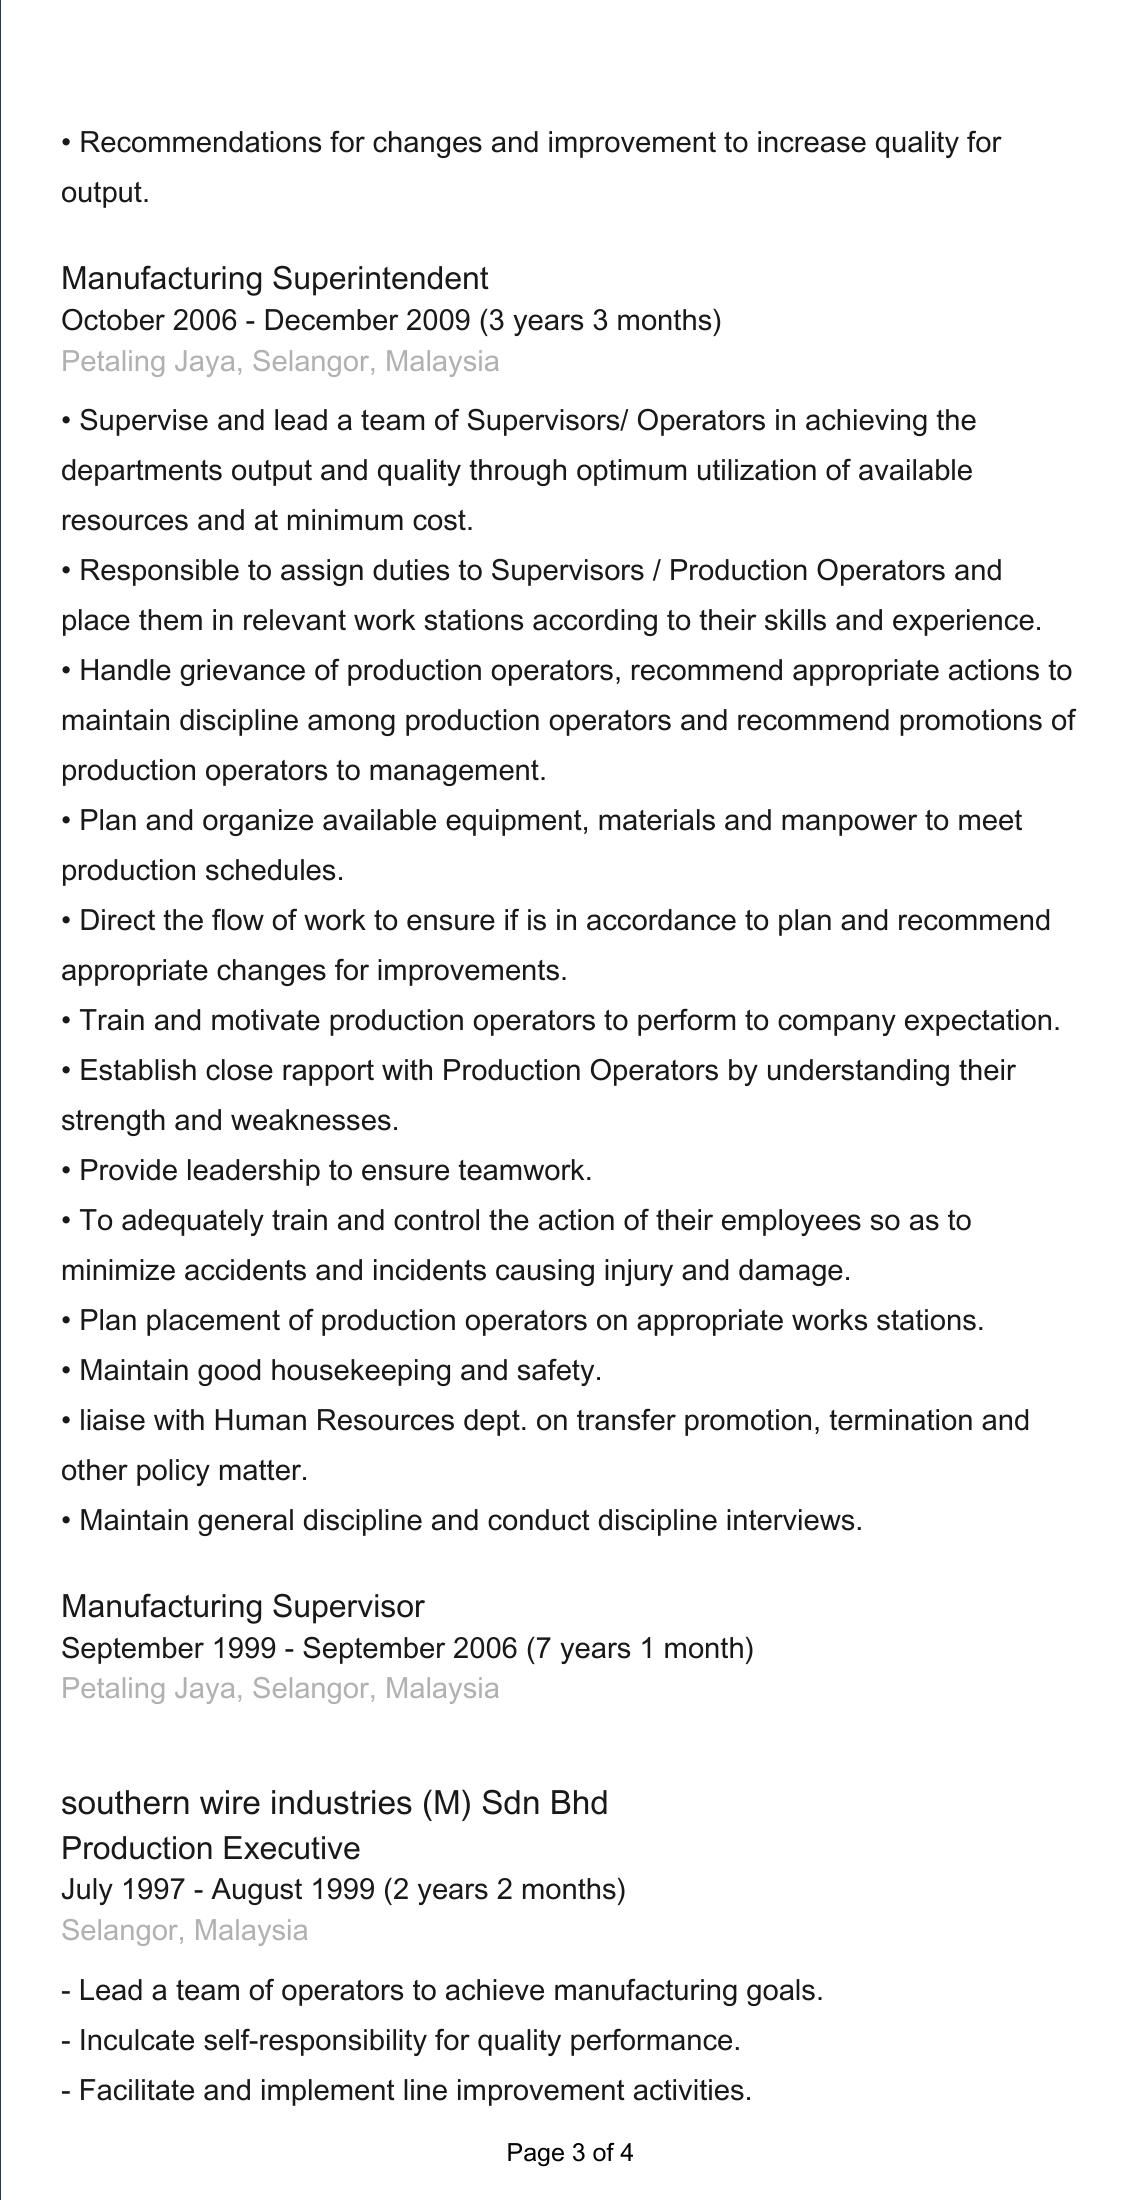 • Recommendations for changes and improvement to increase quality for
output.
Manufacturing Superintendent
October 2006 - December 2009 (3 years 3 months)
Petaling Jaya, Selangor, Malaysia
• Supervise and lead a team of Supervisors/ Operators in achieving the
departments output and quality through optimum utilization of available
resources and at minimum cost.
• Responsible to assign duties to Supervisors / Production Operators and
place them in relevant work stations according to their skills and experience.
• Handle grievance of production operators, recommend appropriate actions to
maintain discipline among production operators and recommend promotions of
production operators to management.
• Plan and organize available equipment, materials and manpower to meet
production schedules.
• Direct the flow of work to ensure if is in accordance to plan and recommend
appropriate changes for improvements.
• Train and motivate production operators to perform to company expectation.
• Establish close rapport with Production Operators by understanding their
strength and weaknesses.
• Provide leadership to ensure teamwork.
• To adequately train and control the action of their employees so as to
minimize accidents and incidents causing injury and damage.
• Plan placement of production operators on appropriate works stations.
• Maintain good housekeeping and safety.
• liaise with Human Resources dept. on transfer promotion, termination and
other policy matter.
• Maintain general discipline and conduct discipline interviews.
Manufacturing Supervisor
September 1999 - September 2006 (7 years 1 month)
Petaling Jaya, Selangor, Malaysia
southern wire industries (M) Sdn Bhd
Production Executive
July 1997 - August 1999 (2 years 2 months)
Selangor, Malaysia
- Lead a team of operators to achieve manufacturing goals.
- Inculcate self-responsibility for quality performance.
- Facilitate and implement line improvement activities.
Page 3 of 4